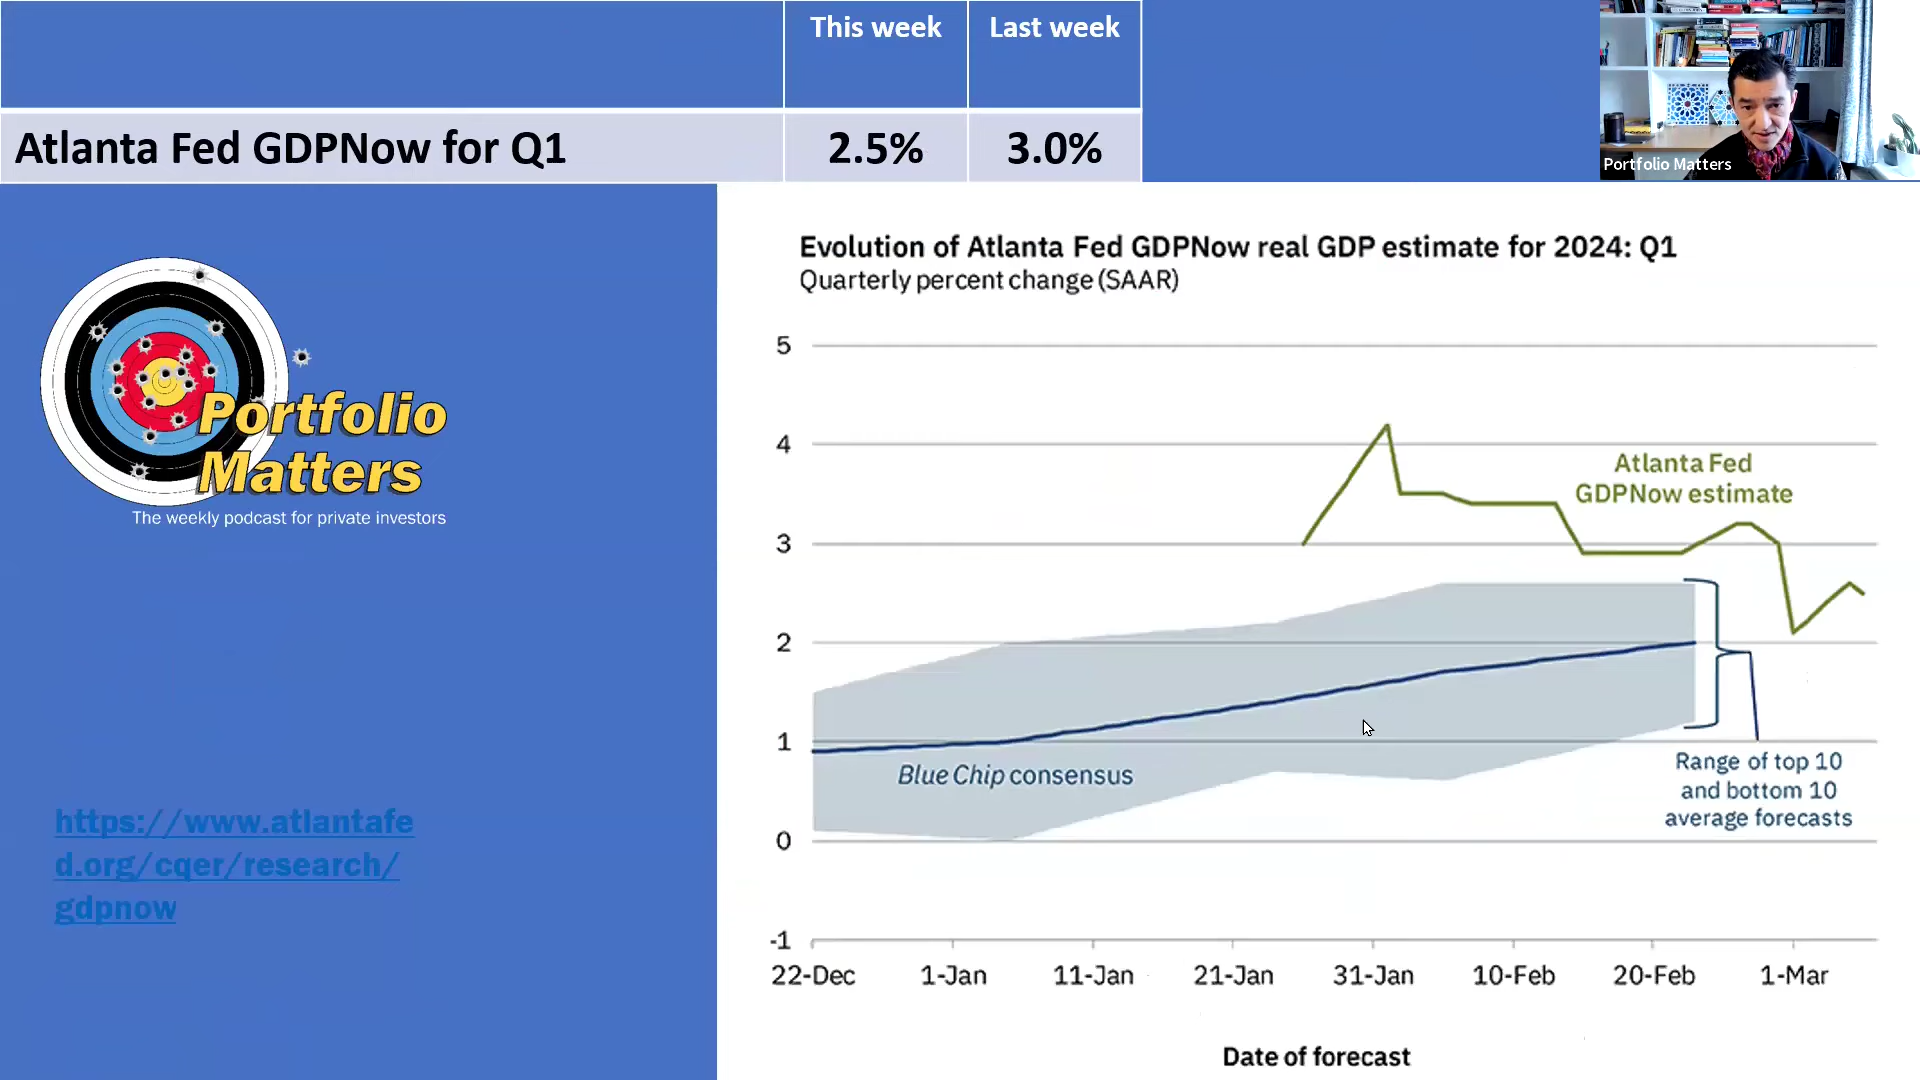 This week
Last week
Atlanta Fed GDPNow for Q1
2.5%
3.0%
Portfolio Matters
Portfolio
Matters
The weekly podcast for private investors
https://www.atlantafe
d.org/cqer/research/
gdpnow
Evolution of Atlanta Fed GDPNow real GDP estimate for 2024: Q1
Quarterly percent change (SAAR)
5
4
3
2
1
0
-1
Atlanta Fed
GDPNow estimate
Blue Chip consensus
Range of top 10
and bottom 10
average forecasts
22-Dec
1-Jan
11-Jan
21-Jan
31-Jan
10-Feb
20-Feb
1-Mar
Date of forecast